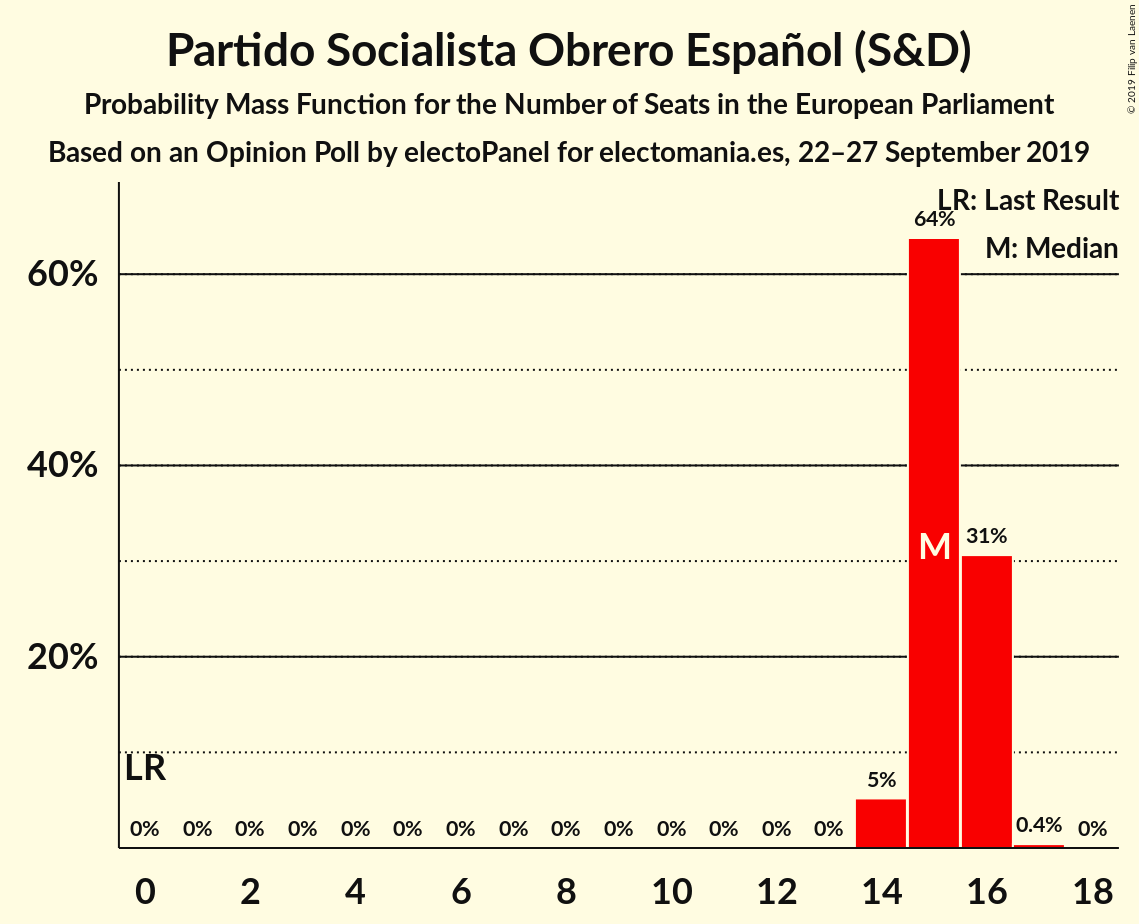 Partido Socialista Obrero Español (S&D)
Probability Mass Function for the Number of Seats in the European Parliament
Based on an Opinion Poll by electoPanel for electomania.es, 22–27 September 2019
© 2019 Filip van Laenen
LR: Last Result
M: Median
60%
40%
20%
LR
M
0% 0% 0% 0% 0% 0% 0% 0% 0% 0% 0% 0% 0% 0% 5% 64% 31% 0.4% 0%
0 2 4 6 8 10 12 14 16 18